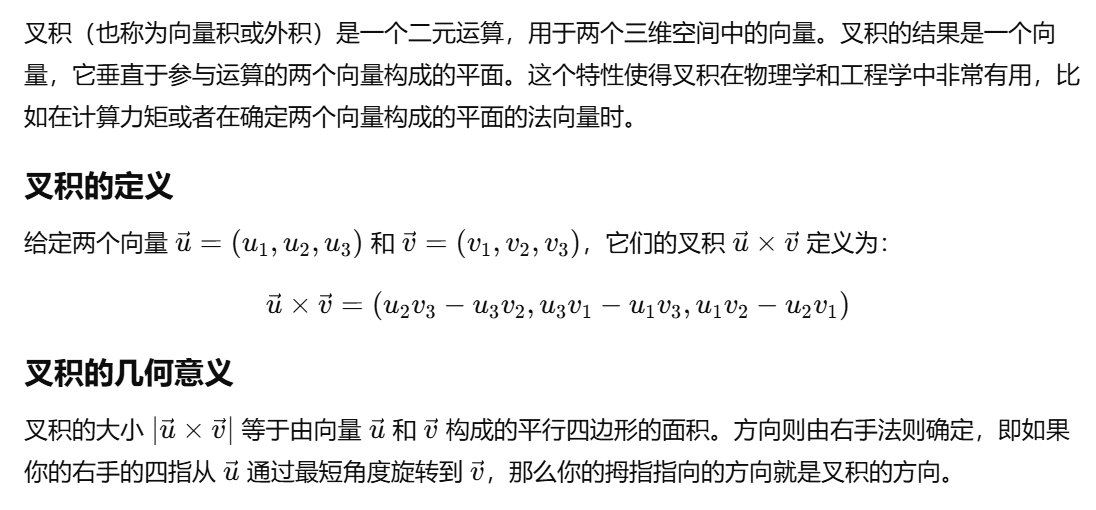 叉积（也称为向量积或外积）是一个二元运算，用于两个三维空间中的向量。叉积的结果是一个向
量，它垂直于参与运算的两个向量构成的平面。这个特性使得叉积在物理学和工程学中非常有用，比
如在计算力矩或者在确定两个向量构成的平面的法向量时。
叉积的定义
给定两个向量 $\vec{u} = (u_1, u_2, u_3)$ 和 $\vec{v} = (v_1, v_2, v_3)$，它们的叉积 $\vec{u} \times \vec{v}$ 定义为：
$\vec{u} \times \vec{v} = (u_2v_3 - u_3v_2, u_3v_1 - u_1v_3, u_1v_2 - u_2v_1)$
叉积的几何意义
叉积的大小 $|\vec{u} \times \vec{v}|$ 等于由向量 $\vec{u}$ 和 $\vec{v}$ 构成的平行四边形的面积。方向则由右手法则确定，即如果
你的右手的四指从 $\vec{u}$ 通过最短角度旋转到 $\vec{v}$，那么你的拇指指向的方向就是叉积的方向。